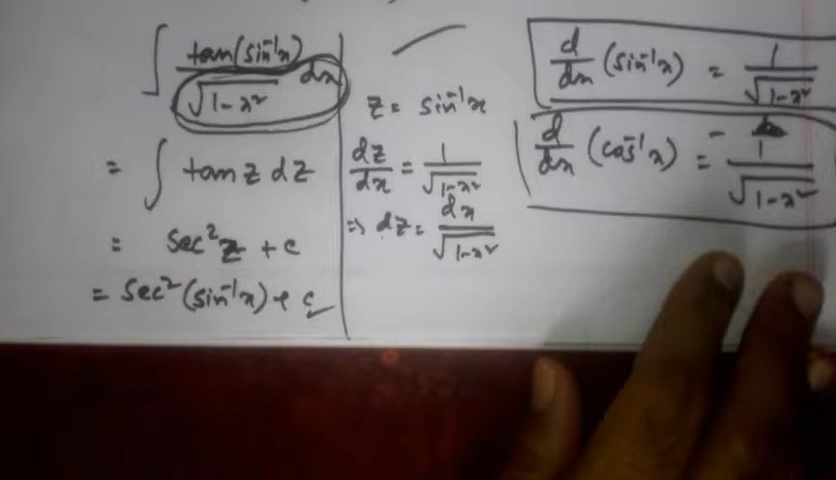 ∫ tan(sin⁻¹x)/√(1-x²) dx
= ∫ tan z dz
= sec² z + c
= sec² (sin⁻¹x) + c
z = sin⁻¹x
dz/dx = 1/√(1-x²)
⇒ dz = dx/√(1-x²)
d/dx (sin⁻¹x) = 1/√(1-x²)
d/dx (cos⁻¹x) = - 1/√(1-x²)